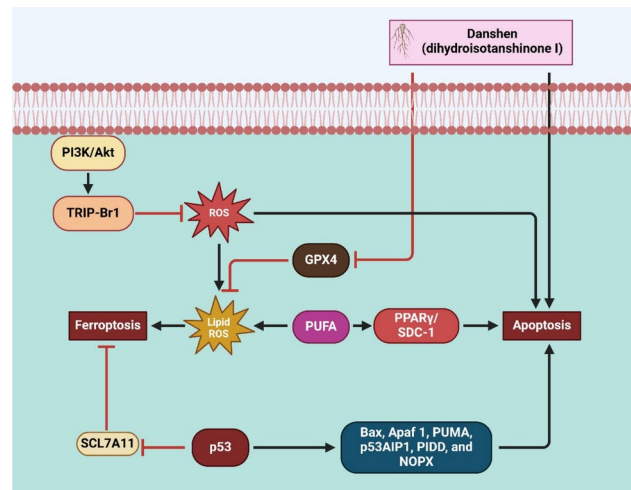 Danshen
(dihydroisotanshinone I)
PI3K/Akt
TRIP-Br1
ROS
GPX4
Ferroptosis
Lipid
ROS
PUFA
PPARγ/
SDC-1
Apoptosis
SCL7A11
p53
Bax, Apaf 1, PUMA,
p53AIP1, PIDD, and
NOPX